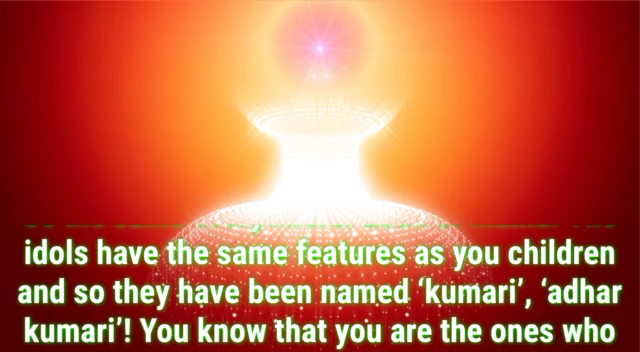 idols have the same features as you children
and so they have been named ‘kumari’, ‘adhar
kumari’! You know that you are the ones who